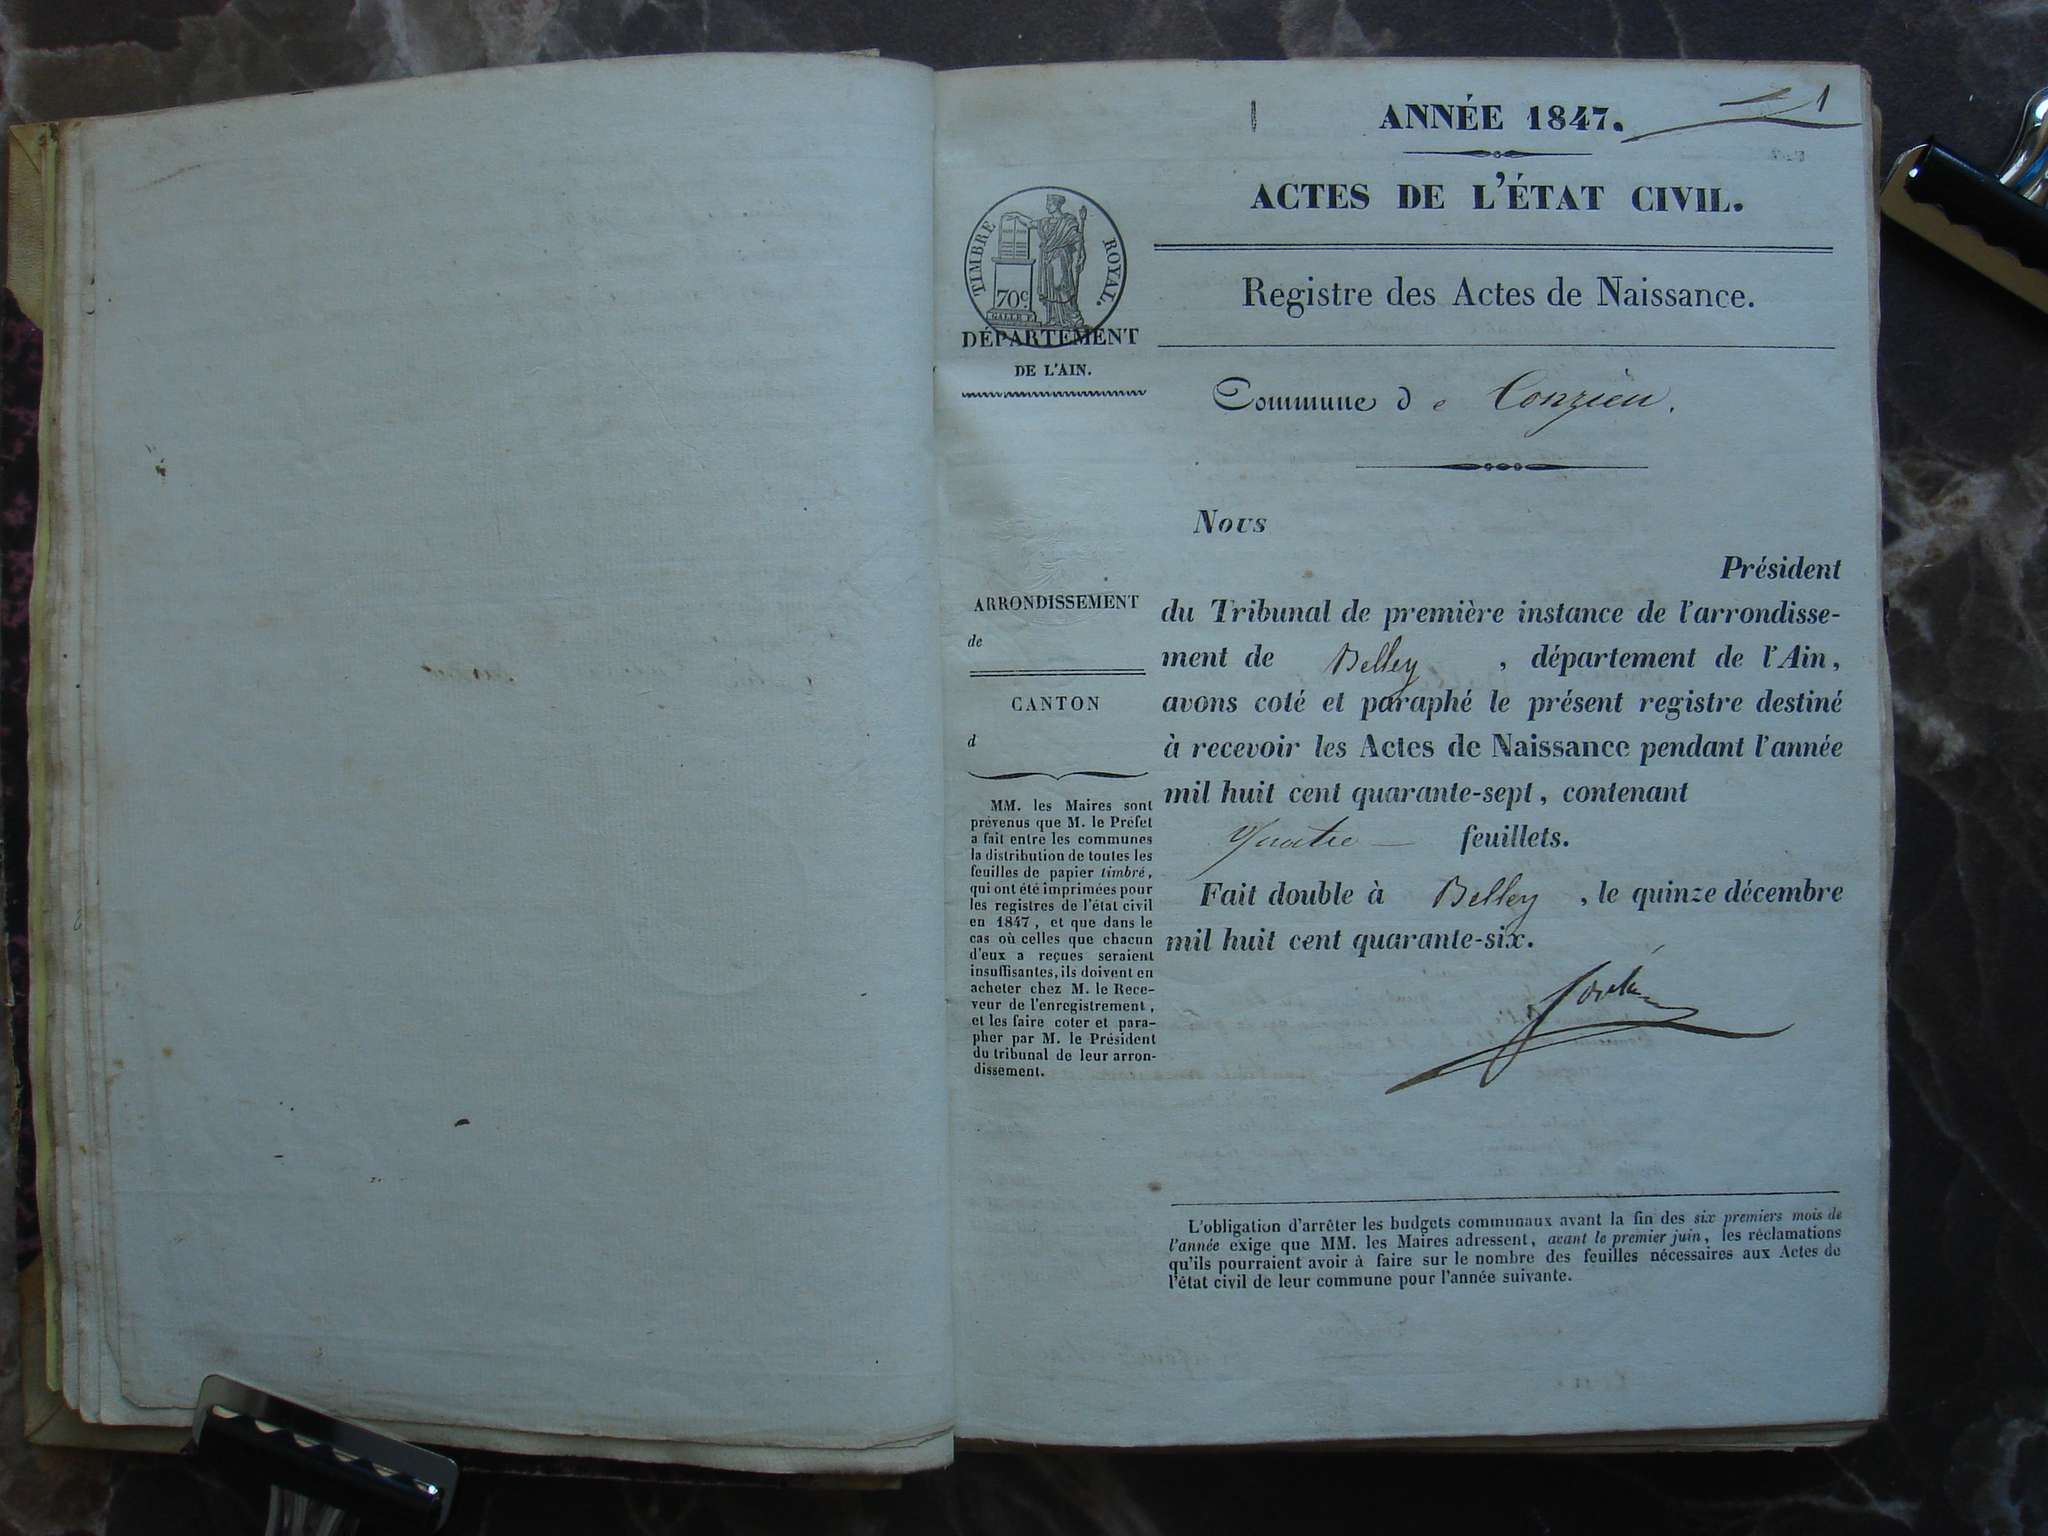 ANNÉE 1847.
1
ACTES DE L'ÉTAT CIVIL.
Registre des Actes de Naissance.
TIMBRE ROYAL.
70c
GALLE F.
DÉPARTEMENT
DE L'AIN.
Commune de Conzieu.
Nous
Président
du Tribunal de première instance de l'arrondisse-
ment de Belley, département de l'Ain,
avons coté et paraphé le présent registre destiné
à recevoir les Actes de Naissance pendant l'année
mil huit cent quarante-sept, contenant
Quatre — feuillets.
Fait double à Belley, le quinze décembre
mil huit cent quarante-six.
ARRONDISSEMENT
de
CANTON
d
MM. les Maires sont
prévenus que M. le Préfet
a fait entre les communes
la distribution de toutes les
feuilles de papier timbré,
qui ont été imprimées pour
les registres de l'état civil
en 1847, et que dans le
cas où celles que chacun
d'eux a reçues seraient
insuffisantes, ils doivent en
acheter chez M. le Rece-
veur de l'enregistrement,
et les faire coter et para-
pher par M. le Président
du tribunal de leur arron-
dissement.
L'obligation d'arrêter les budgets communaux avant la fin des six premiers mois de
l'année exige que MM. les Maires adressent, avant le premier juin, les réclamations
qu'ils pourraient avoir à faire sur le nombre des feuilles nécessaires aux Actes de
l'état civil de leur commune pour l'année suivante.